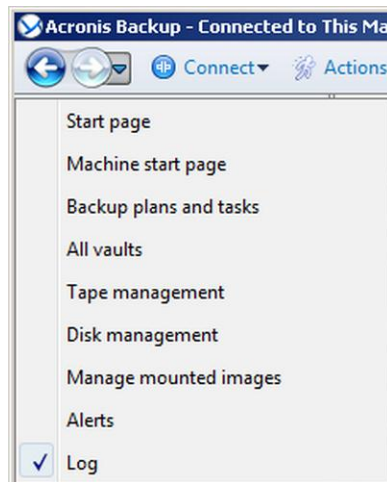 Acronis Backup - Connected to This Ma
Connect Actions
Start page
Machine start page
Backup plans and tasks
All vaults
Tape management
Disk management
Manage mounted images
Alerts
Log